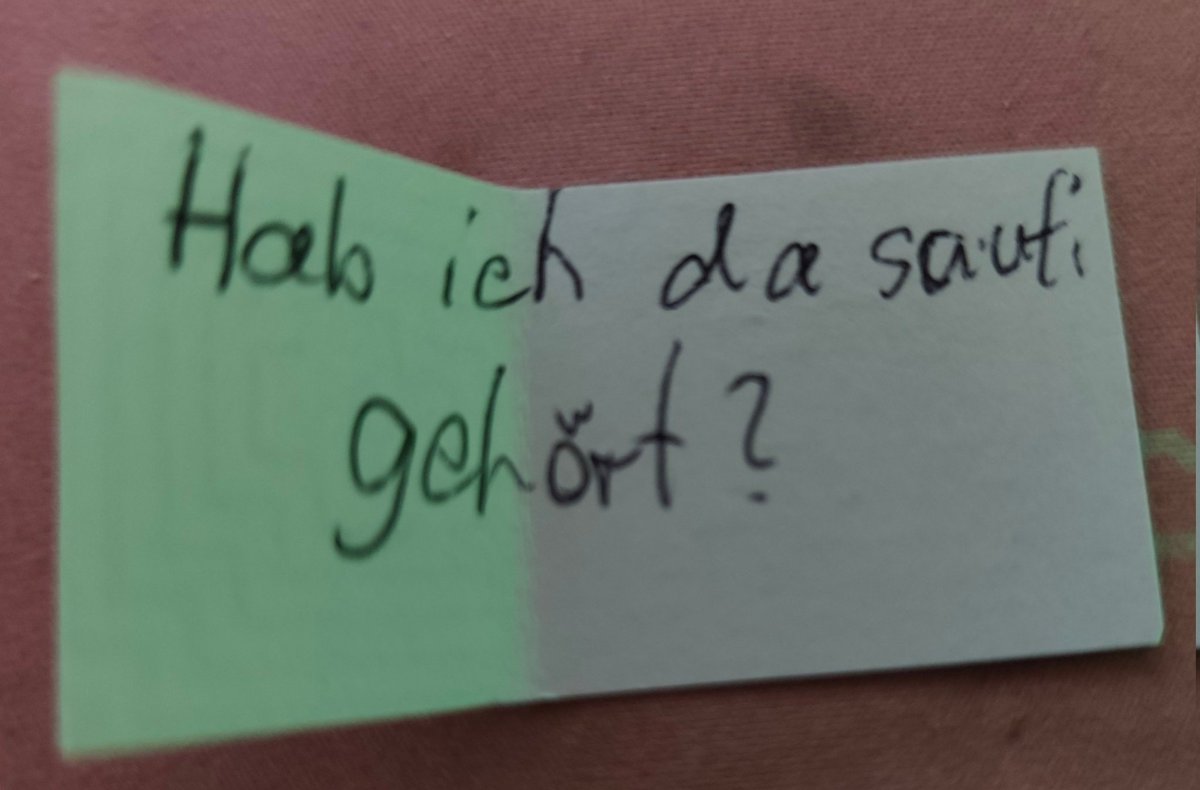 Hab ich da saufi
gehört?